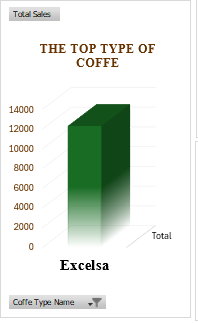 Total Sales
THE TOP TYPE OF
COFFE
14000
12000
10000
8000
6000
4000
2000
0
Total
Excelsa
Coffe Type Name